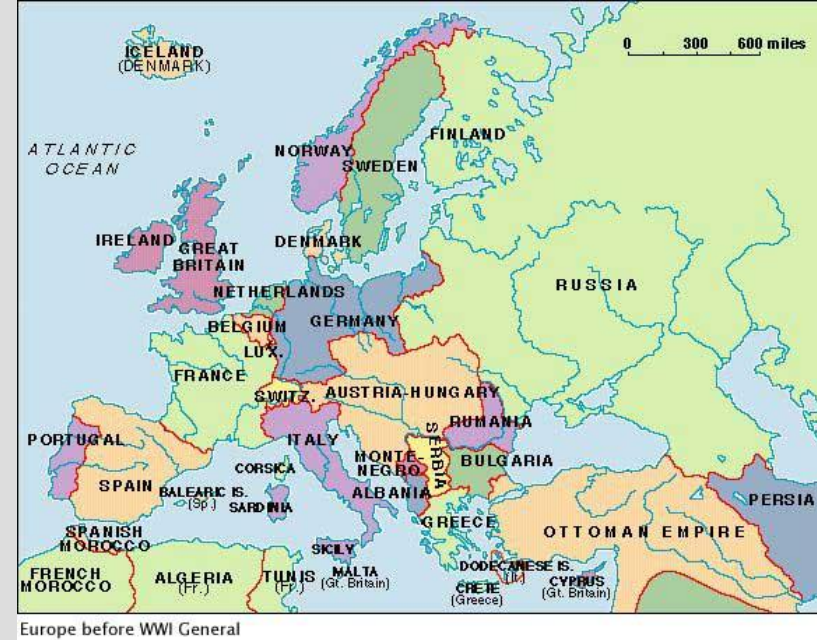 ICELAND
(DENMARK)
0 300 600 miles
ATLANTIC
OCEAN
NORWAY
FINLAND
SWEDEN
IRELAND
GREAT
BRITAIN
DENMARK
RUSSIA
NETHERLANDS
BELGIUM
GERMANY
LUX.
FRANCE
SWITZ.
AUSTRIA-HUNGARY
RUMANIA
PORTUGAL
ITALY
SERBIA
MONTE-
NEGRO
BULGARIA
CORSICA
SPAIN
BALEARIC IS.
(Sp.)
SARDINIA
ALBANIA
PERSIA
GREECE
OTTOMAN EMPIRE
SPANISH
MOROCCO
SICILY
FRENCH
MOROCCO
ALGERIA
(Fr.)
TUNIS
(Fr.)
MALTA
(Gt. Britain)
DODECANESE IS.
(It.)
CRETE
(Greece)
CYPRUS
(Gt. Britain)
Europe before WWI General